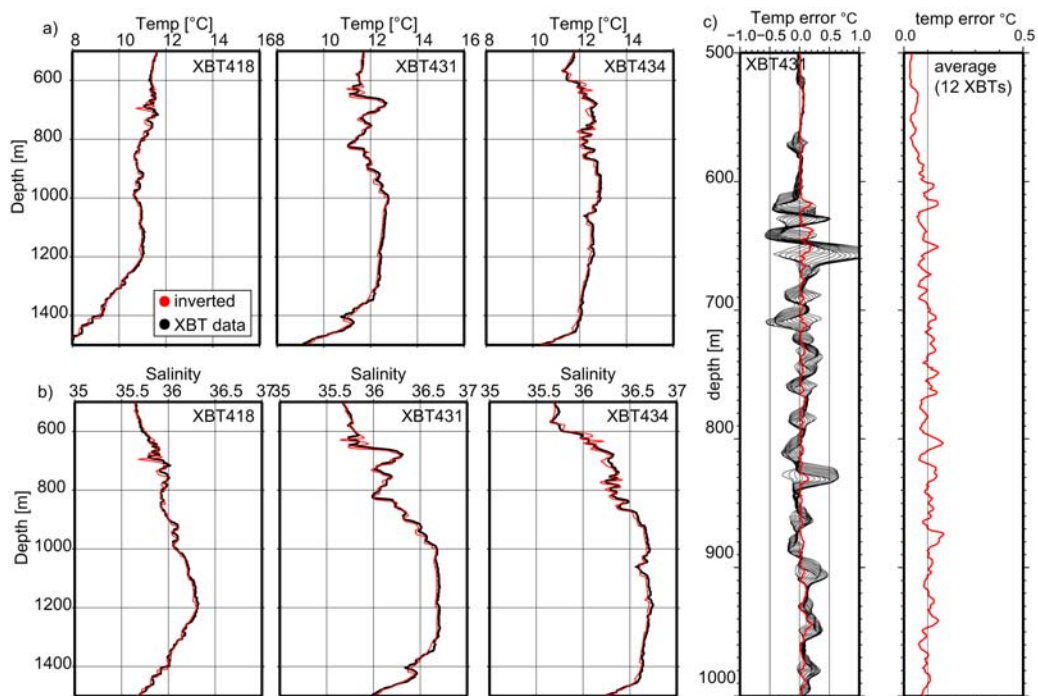 a)
Temp [°C]
Temp [°C]
Temp [°C]
8 10 12 14 16
8 10 12 14 16
8 10 12 14 16
XBT418
XBT431
XBT434
600
800
1000
1200
1400
Depth [m]
inverted
XBT data
b)
Salinity
Salinity
Salinity
35 35.5 36 36.5 37
35 35.5 36 36.5 37
35 35.5 36 36.5 37
XBT418
XBT431
XBT434
600
800
1000
1200
1400
Depth [m]
c)
Temp error °C
−1.0 −0.5 0.0 0.5 1.0
XBT431
500
600
700
800
900
1000
depth [m]
temp error °C
0.0 0.5
average
(12 XBTs)